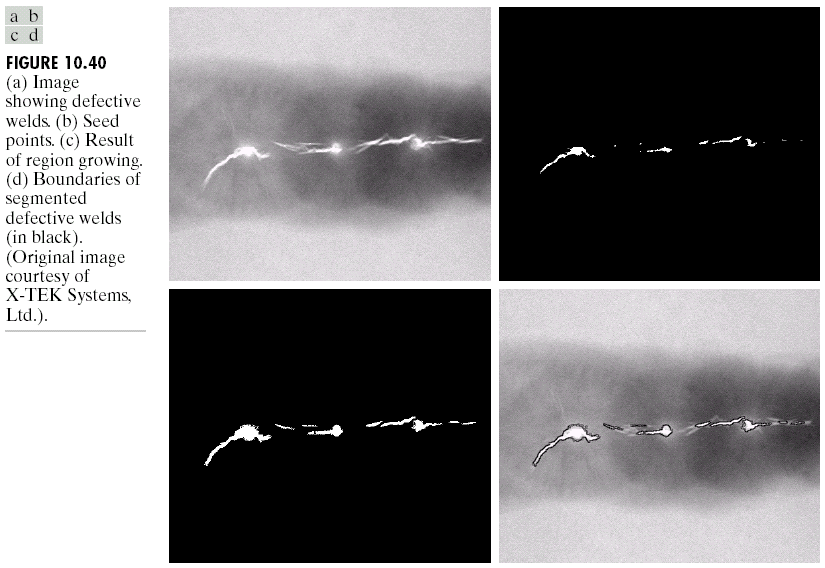 a b
c d
FIGURE 10.40
(a) Image
showing defective
welds. (b) Seed
points. (c) Result
of region growing.
(d) Boundaries of
segmented
defective welds
(in black).
(Original image
courtesy of
X-TEK Systems,
Ltd.).